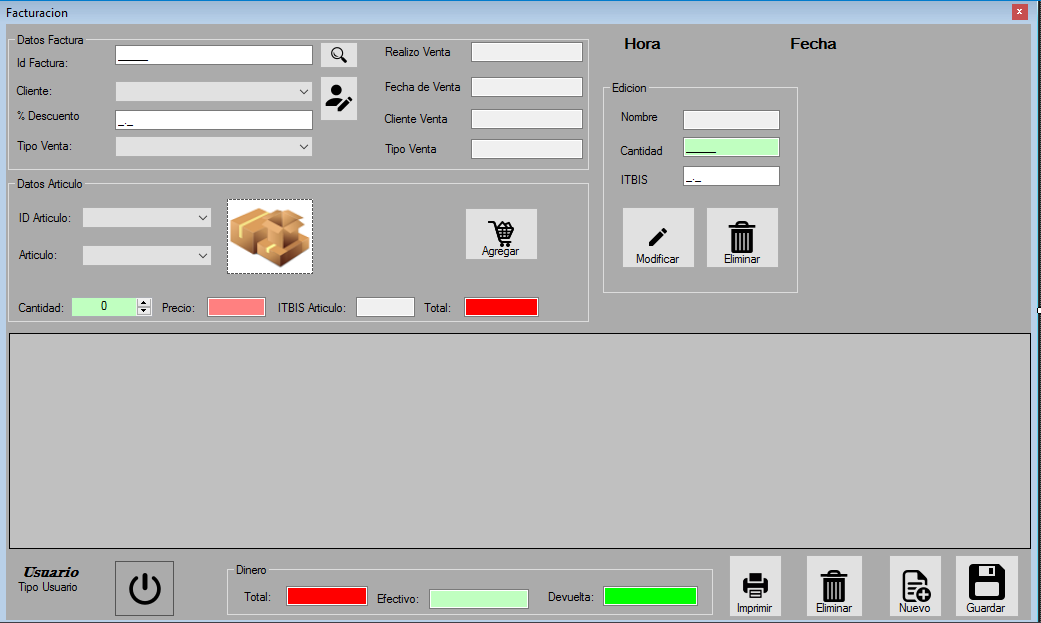 Facturacion
Datos Factura
Id Factura:
_____
Cliente:
% Descuento
_._
Tipo Venta:
Realizo Venta
Fecha de Venta
Cliente Venta
Tipo Venta
Hora
Fecha
Edicion
Nombre
Cantidad
_____
ITBIS
_._
Modificar
Eliminar
Datos Articulo
ID Articulo:
Articulo:
Agregar
Cantidad:
0
Precio:
ITBIS Articulo:
Total:
Usuario
Tipo Usuario
Dinero
Total:
Efectivo:
Devuelta:
Imprimir
Eliminar
Nuevo
Guardar